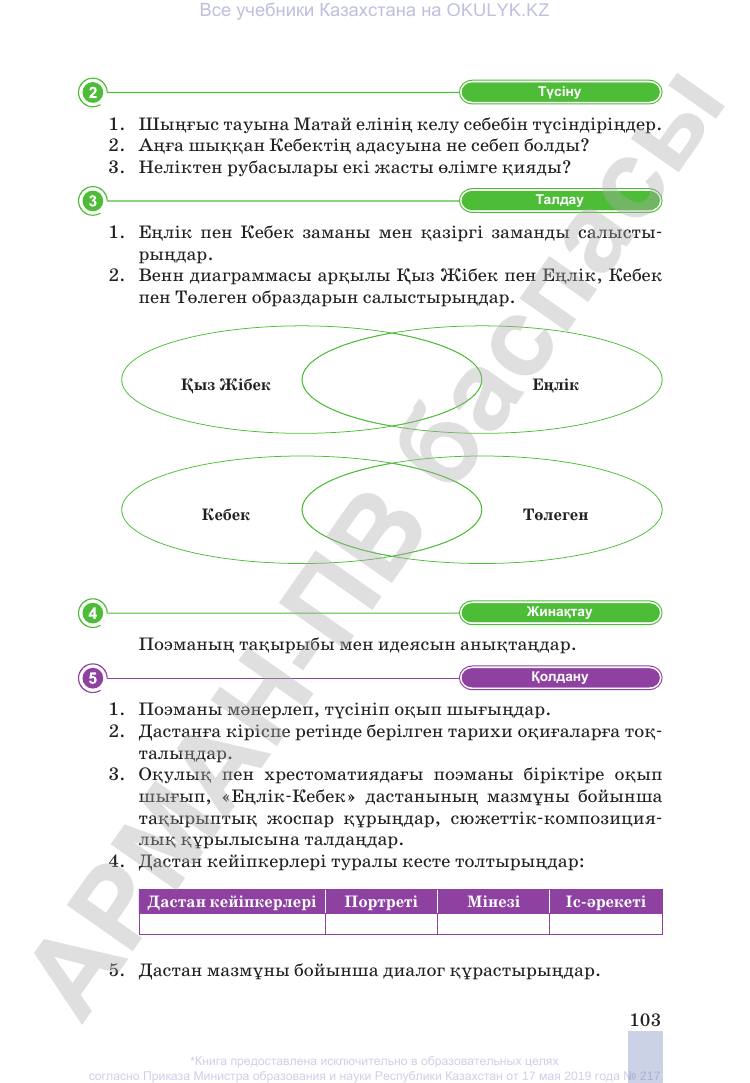 Все учебники Казахстана на OKULYK.KZ
2 Түсіну
1. Шыңғыс тауына Матай елінің келу себебін түсіндіріңдер.
2. Аңға шыққан Кебектің адасуына не себеп болды?
3. Неліктен рубасылары екі жасты өлімге қияды?
3 Талдау
1. Еңлік пен Кебек заманы мен қазіргі заманды салысты-
рыңдар.
2. Венн диаграммасы арқылы Қыз Жібек пен Еңлік, Кебек
пен Төлеген образдарын салыстырыңдар.
Қыз Жібек Еңлік
Кебек Төлеген
4 Жинақтау
Поэманың тақырыбы мен идеясын анықтаңдар.
5 Қолдану
1. Поэманы мәнерлеп, түсініп оқып шығыңдар.
2. Дастанға кіріспе ретінде берілген тарихи оқиғаларға тоқ-
талыңдар.
3. Оқулық пен хрестоматиядағы поэманы біріктіре оқып
шығып, «Еңлік-Кебек» дастанының мазмұны бойынша
тақырыптық жоспар құрыңдар, сюжеттік-композиция-
лық құрылысына талдаңдар.
4. Дастан кейіпкерлері туралы кесте толтырыңдар:
Дастан кейіпкерлері Портреті Мінезі Іс-әрекеті
5. Дастан мазмұны бойынша диалог құрастырыңдар.
103
АРМАН-ПВ баспасы
*Книга предоставлена исключительно в образовательных целях
согласно Приказа Министра образования и науки Республики Казахстан от 17 мая 2019 года № 217